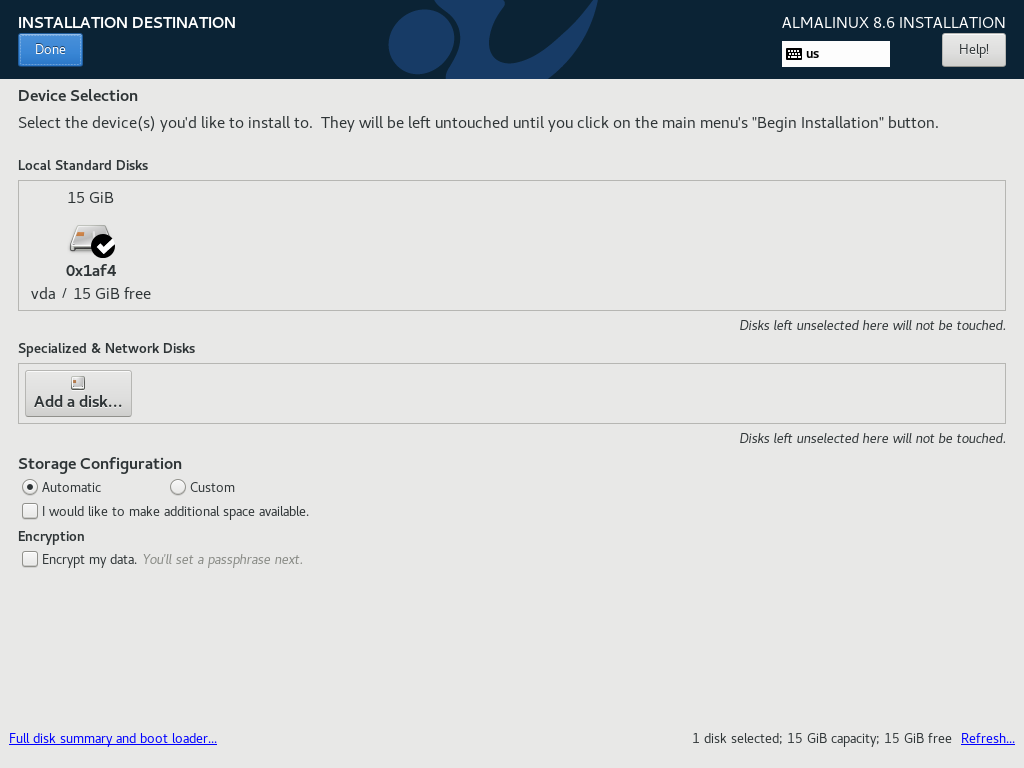 INSTALLATION DESTINATION
ALMALINUX 8.6 INSTALLATION
Done
us
Help!
Device Selection
Select the device(s) you'd like to install to.  They will be left untouched until you click on the main menu's "Begin Installation" button.
Local Standard Disks
15 GiB
0x1af4
vda / 15 GiB free
Disks left unselected here will not be touched.
Specialized & Network Disks
Add a disk...
Disks left unselected here will not be touched.
Storage Configuration
Automatic
Custom
I would like to make additional space available.
Encryption
Encrypt my data. You'll set a passphrase next.
Full disk summary and boot loader...
1 disk selected; 15 GiB capacity; 15 GiB free Refresh...